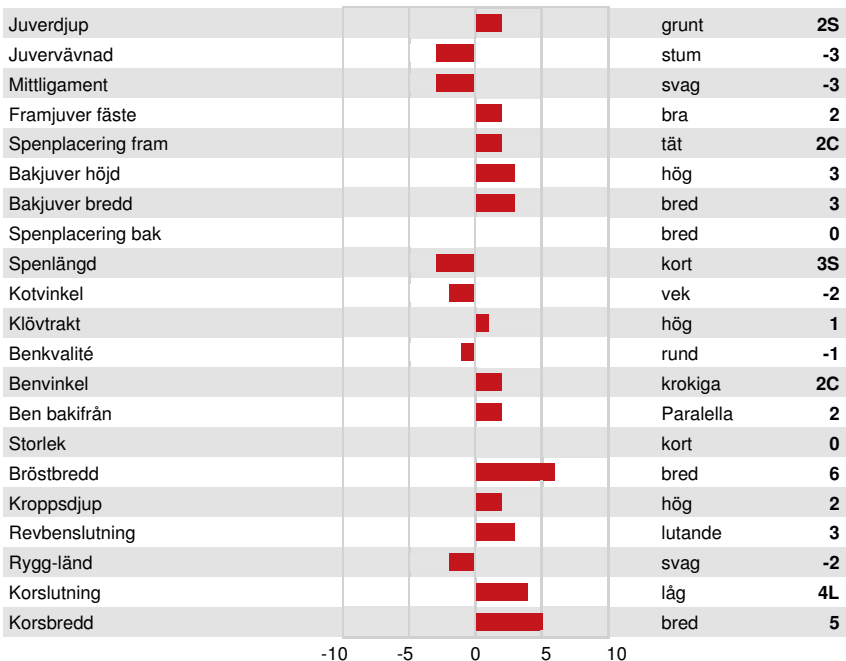 Juverdjup grunt 2S
Juvervävnad stum -3
Mittligament svag -3
Framjuver fäste bra 2
Spenplacering fram tät 2C
Bakjuver höjd hög 3
Bakjuver bredd bred 3
Spenplacering bak bred 0
Spenlängd kort 3S
Kotvinkel vek -2
Klövtrakt hög 1
Benkvalité rund -1
Benvinkel krokiga 2C
Ben bakifrån Paralella 2
Storlek kort 0
Bröstbredd bred 6
Kroppsdjup hög 2
Revbenslutning lutande 3
Rygg-länd svag -2
Korslutning låg 4L
Korsbredd bred 5
-10 -5 0 5 10